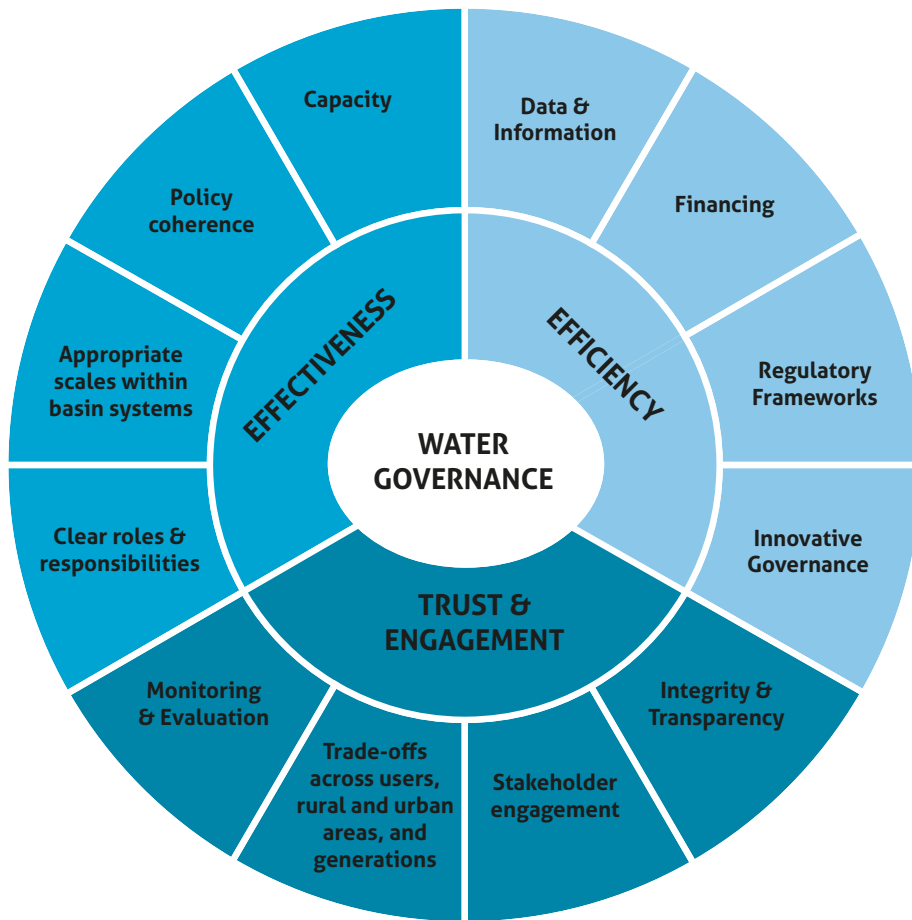 Capacity
Data &
Information
Policy
coherence
Financing
EFFECTIVENESS
EFFICIENCY
Appropriate
scales within
basin systems
Regulatory
Frameworks
WATER
GOVERNANCE
Clear roles &
responsibilities
Innovative
Governance
TRUST &
ENGAGEMENT
Monitoring
& Evaluation
Integrity &
Transparency
Trade-offs
across users,
rural and urban
areas, and
generations
Stakeholder
engagement